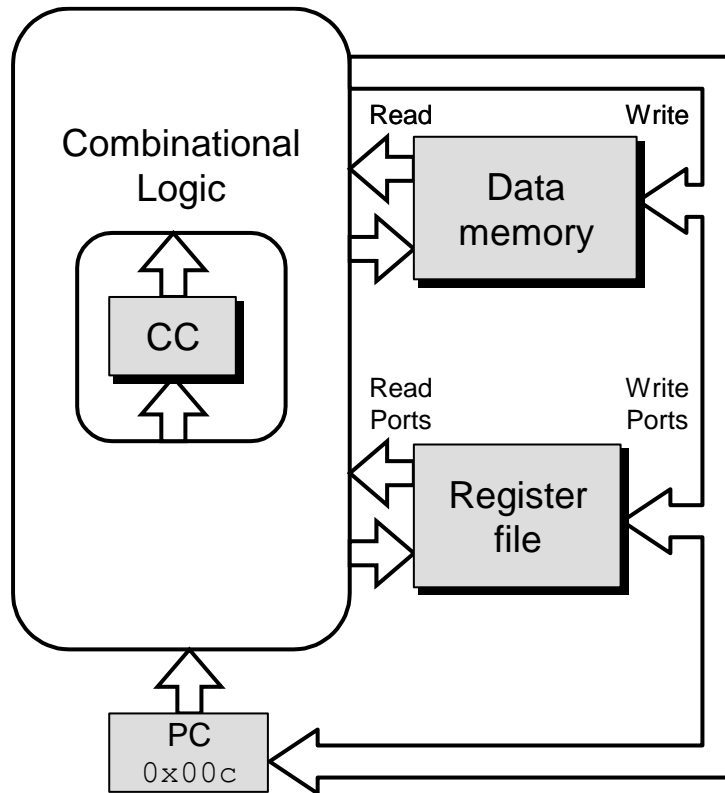 Combinational
Logic
CC
Read
Write
Data
memory
Read
Ports
Write
Ports
Register
file
PC
0x00c